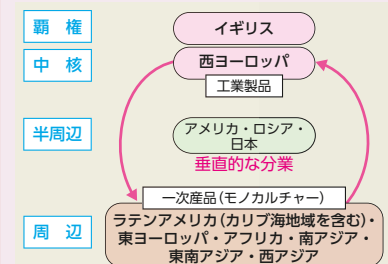 覇権
イギリス
中核
西ヨーロッパ
工業製品
半周辺
アメリカ・ロシア・
日本
垂直的な分業
一次産品(モノカルチャー)
周辺
ラテンアメリカ(カリブ海地域を含む)・
東ヨーロッパ・アフリカ・南アジア・
東南アジア・西アジア